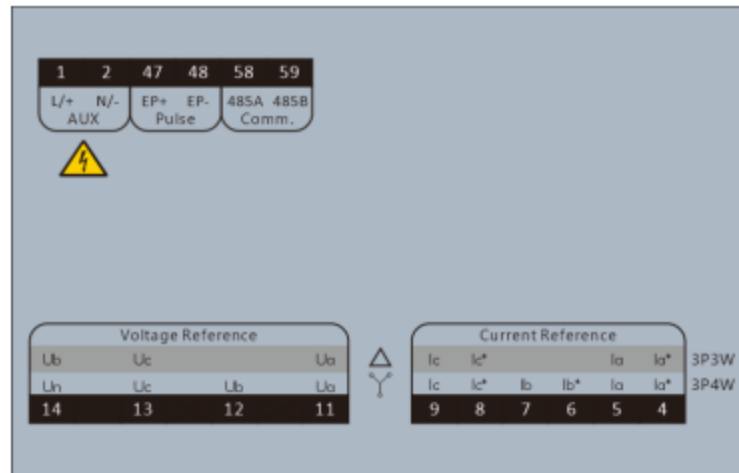 1 2 47 48 58 59
L/+ N/- EP+ EP- 485A 485B
AUX Pulse Comm.
Voltage Reference Current Reference
Ub Uc Ua Ic Ic* Ia Ia* 3P3W
Un Uc Ub Ua Ic Ic* Ib Ib* Ia Ia* 3P4W
14 13 12 11 9 8 7 6 5 4